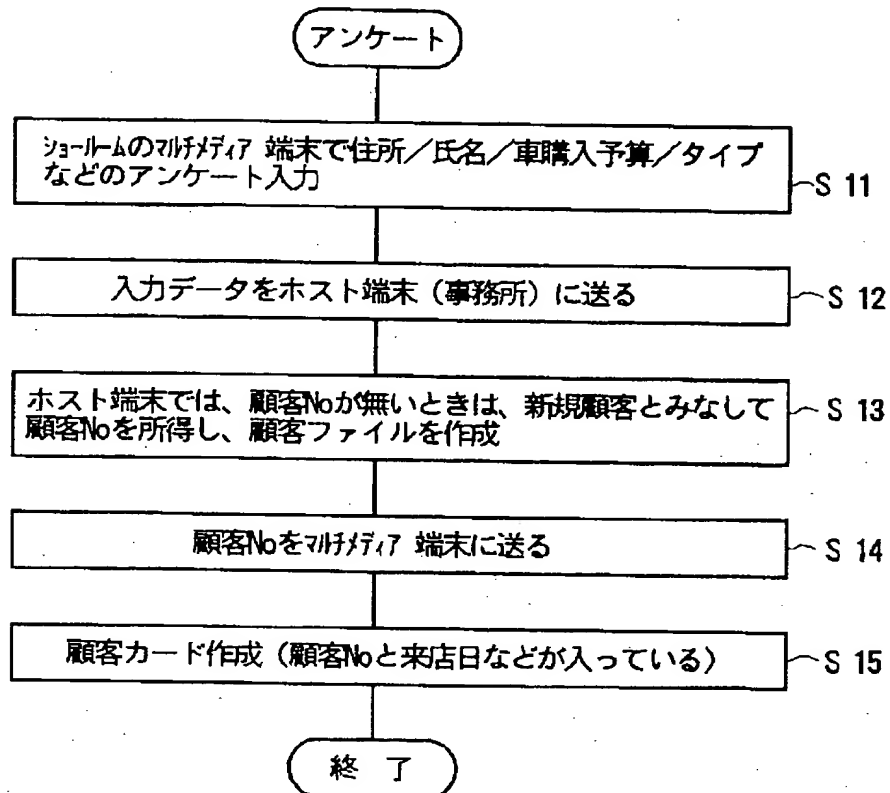 アンケート
ｼｮｰﾙｰﾑのﾏﾙﾁﾒﾃﾞｨｱ 端末で住所／氏名／車購入予算／タイプ
などのアンケート入力
S 11
入力データをホスト端末（事務所）に送る
S 12
ホスト端末では、顧客Noが無いときは、新規顧客とみなして
顧客Noを所得し、顧客ファイルを作成
S 13
顧客Noをﾏﾙﾁﾒﾃﾞｨｱ 端末に送る
S 14
顧客カード作成（顧客Noと来店日などが入っている）
S 15
終 了